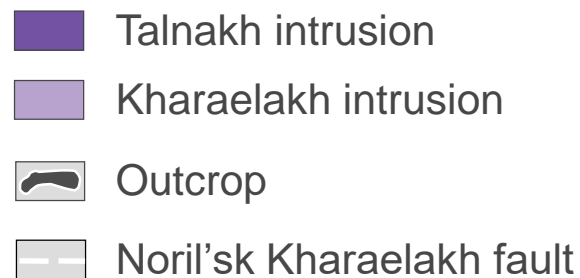 Talnakh intrusion
Kharaelakh intrusion
Outcrop
Noril'sk Kharaelakh fault